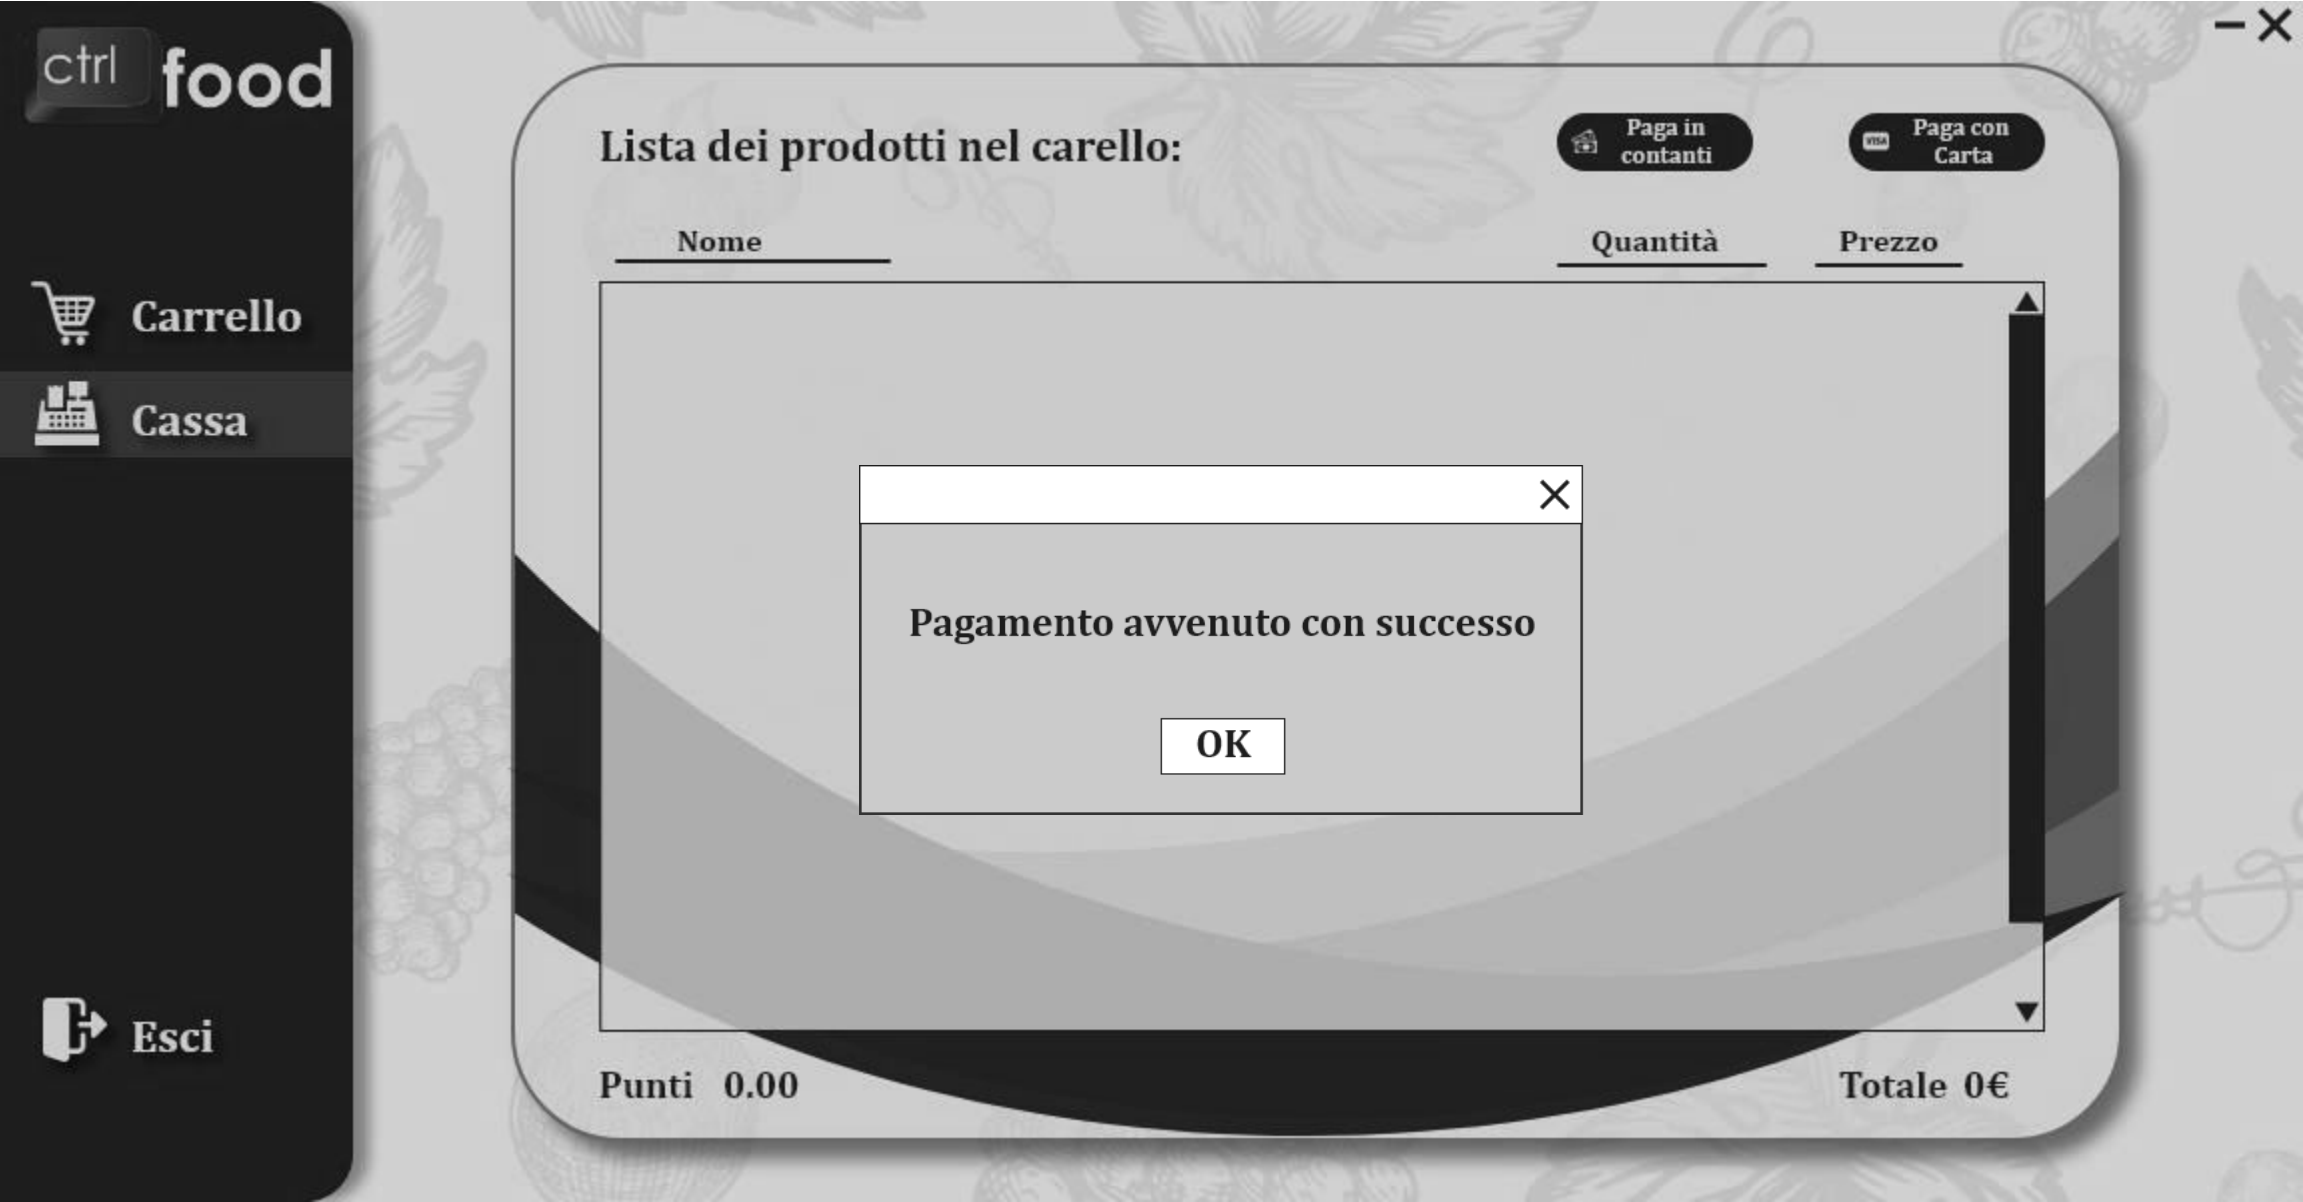 ctrl food
Carrello
Cassa
Esci
Lista dei prodotti nel carello:
Paga in
contanti
VISA
Paga con
Carta
Nome
Quantità
Prezzo
Pagamento avvenuto con successo
OK
Punti 0.00
Totale 0€